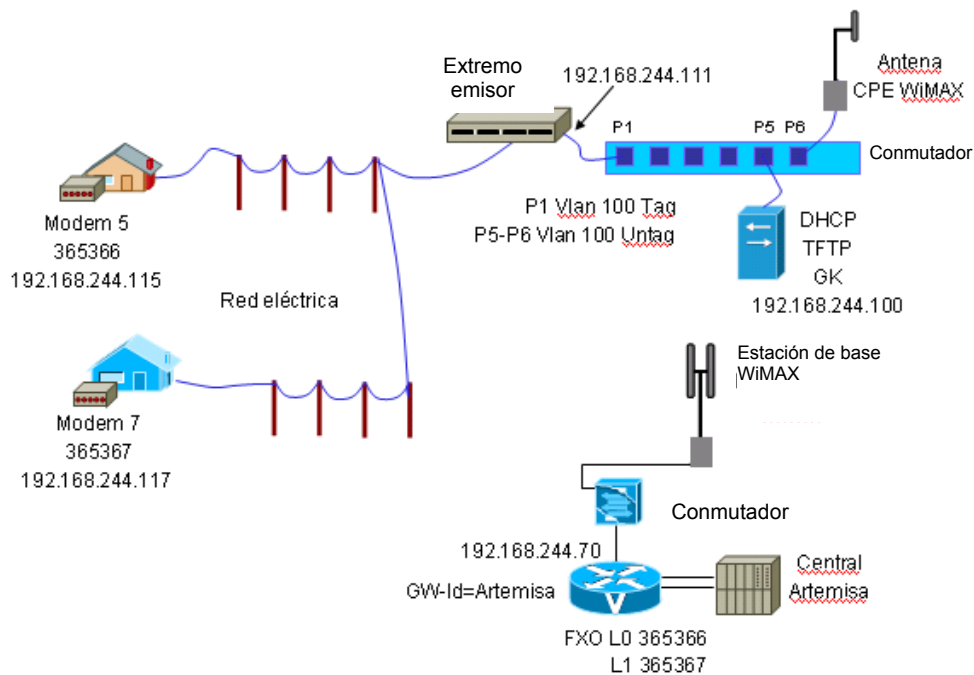 Extremo
emisor
192.168.244.111
Antena
CPE WiMAX
P1
P5
P6
Conmutador
P1 Vlan 100 Tag
P5-P6 Vlan 100 Untag
DHCP
TFTP
GK
192.168.244.100
Modem 5
365366
192.168.244.115
Red eléctrica
Modem 7
365367
192.168.244.117
Estación de base
WiMAX
Conmutador
192.168.244.70
GW-Id=Artemisa
V
Central
Artemisa
FXO L0 365366
L1 365367